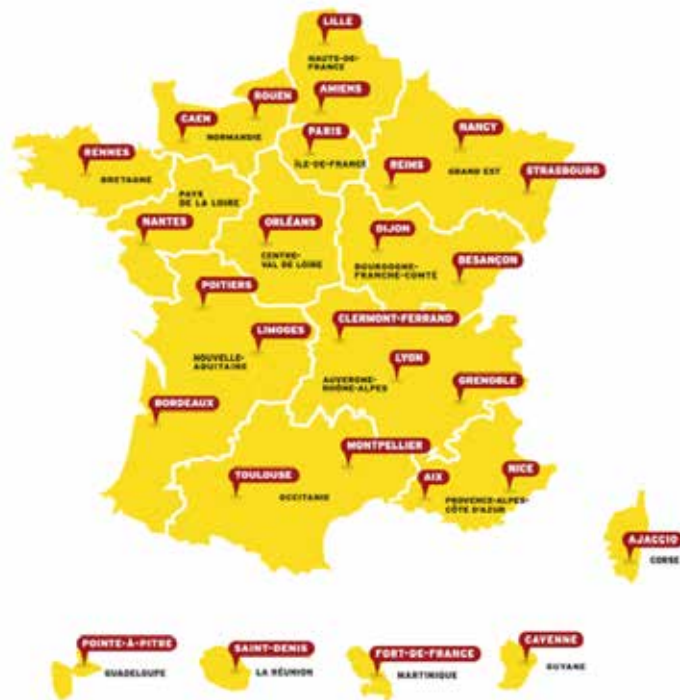 LILLE
HAUTS-DE-
FRANCE
AMIENS
ROUEN
CAEN
NORMANDIE
PARIS
ÎLE-DE-FRANCE
NANCY
REIMS
GRAND EST
STRASBOURG
RENNES
BRETAGNE
PAYS
DE LA LOIRE
NANTES
ORLÉANS
CENTRE-
VAL DE LOIRE
DIJON
BOURGOGNE-
FRANCHE-COMTÉ
BESANÇON
POITIERS
LIMOGES
NOUVELLE-
AQUITAINE
CLERMONT-FERRAND
LYON
AUVERGNE-
RHÔNE-ALPES
GRENOBLE
BORDEAUX
MONTPELLIER
TOULOUSE
OCCITANIE
AIX
NICE
PROVENCE-ALPES-
CÔTE D'AZUR
AJACCIO
CORSE
POINTE-À-PITRE
GUADELOUPE
SAINT-DENIS
LA RÉUNION
FORT-DE-FRANCE
MARTINIQUE
CAYENNE
GUYANE